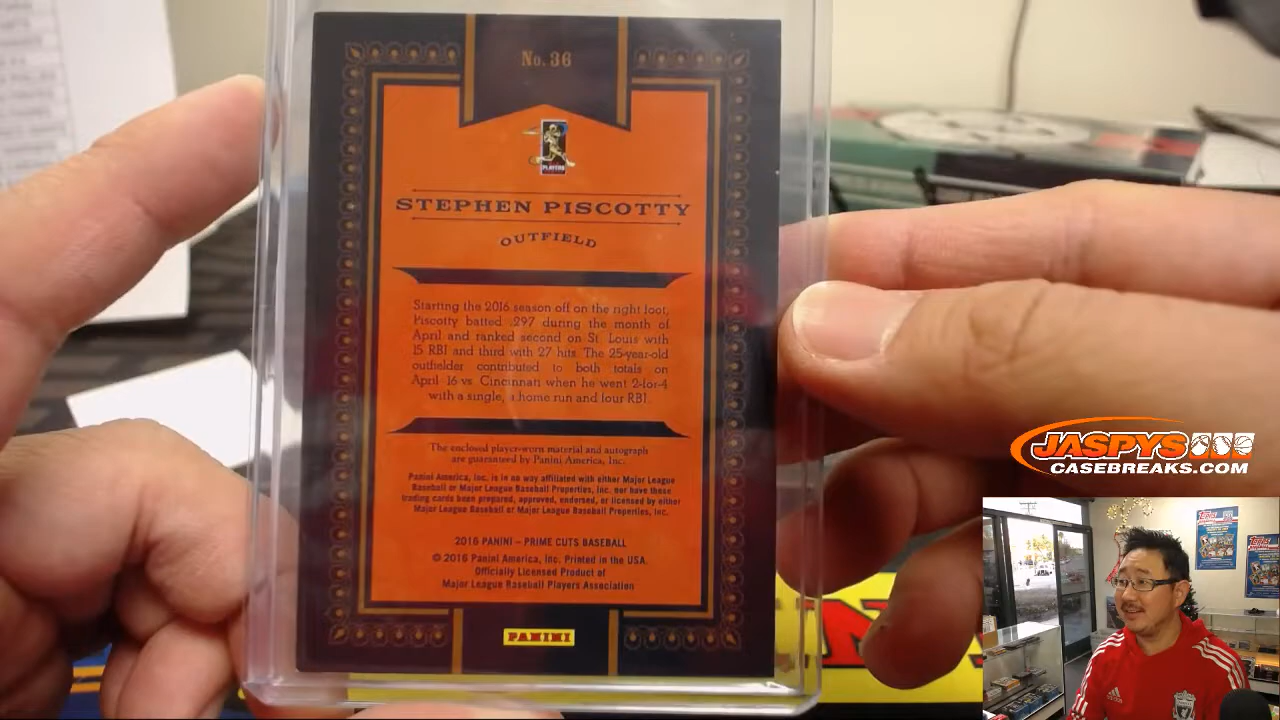 No. 36
PLAYERS
STEPHEN PISCOTTY
OUTFIELD
Starting the 2016 season off on the right foot,
Piscotty batted .297 during the month of
April and ranked second on St. Louis with
15 RBI and third with 27 hits. The 25-year-old
outfielder contributed to both totals on
April 16 vs. Cincinnati when he went 2-for-4
with a single, a home run and four RBI.
The enclosed player-worn material and autograph
are guaranteed by Panini America, Inc.
Panini America, Inc. is in no way affiliated with either Major League
Baseball or Major League Baseball Properties, Inc. nor have these
trading cards been prepared, approved, endorsed, or licensed by either
Major League Baseball or Major League Baseball Properties, Inc.
2016 PANINI – PRIME CUTS BASEBALL
© 2016 Panini America, Inc. Printed in the USA.
Officially Licensed Product of
Major League Baseball Players Association
PANINI
JASPYS
CASEBREAKS.COM
Topps
Topps
adidas